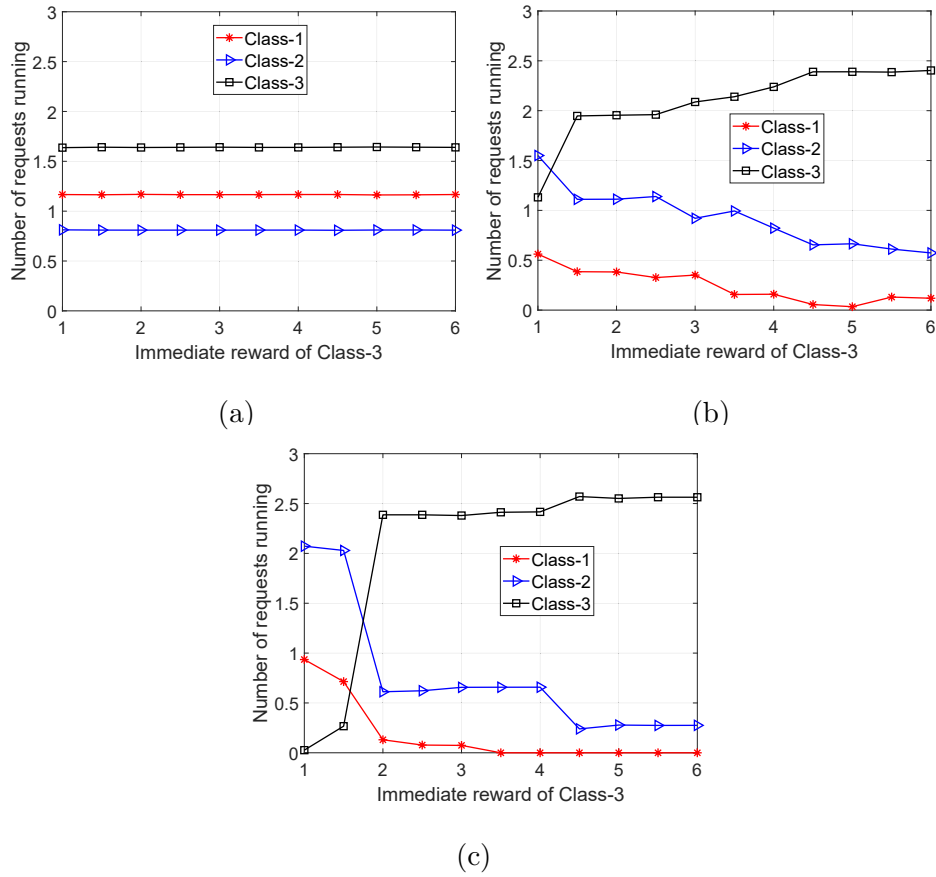 3
2.5
2
1.5
1
0.5
0
Number of requests running
Class-1
Class-2
Class-3
1 2 3 4 5 6
Immediate reward of Class-3
(a)
3
2.5
2
1.5
1
0.5
0
Number of requests running
Class-1
Class-2
Class-3
1 2 3 4 5 6
Immediate reward of Class-3
(b)
3
2.5
2
1.5
1
0.5
0
Number of requests running
Class-1
Class-2
Class-3
1 2 3 4 5 6
Immediate reward of Class-3
(c)